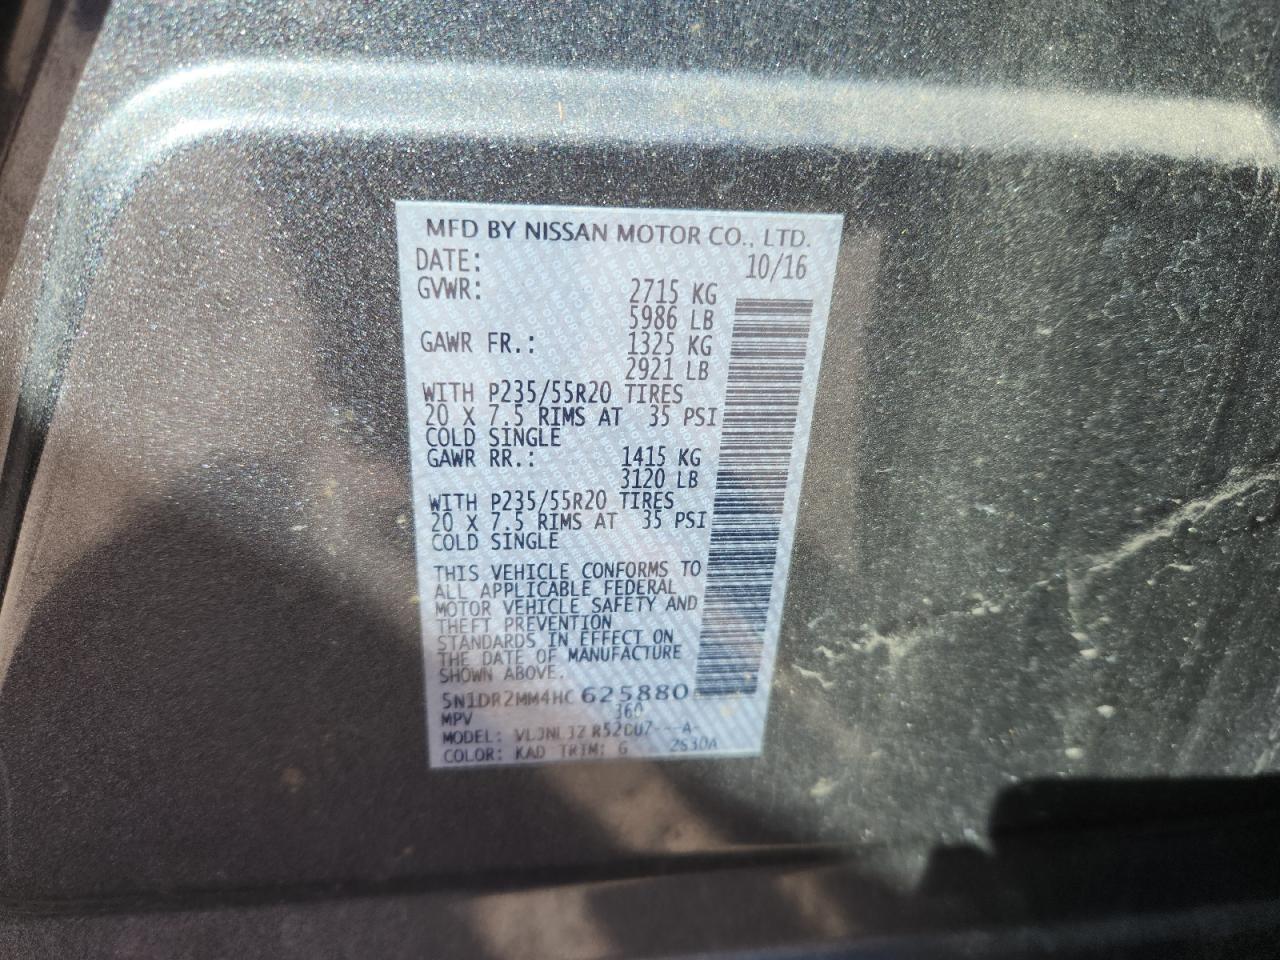 MFD BY NISSAN MOTOR CO., LTD.
DATE: 10/16
GVWR: 2715 KG
5986 LB
GAWR FR.: 1325 KG
2921 LB
WITH P235/55R20 TIRES
20 X 7.5 RIMS AT 35 PSI
COLD SINGLE
GAWR RR.: 1415 KG
3120 LB
WITH P235/55R20 TIRES
20 X 7.5 RIMS AT 35 PSI
COLD SINGLE
THIS VEHICLE CONFORMS TO
ALL APPLICABLE FEDERAL
MOTOR VEHICLE SAFETY AND
THEFT PREVENTION
STANDARDS IN EFFECT ON
THE DATE OF MANUFACTURE
SHOWN ABOVE.
5N1DR2MM4HC 625880
MPV 360
MODEL:
COLOR: KAD TRIM: G